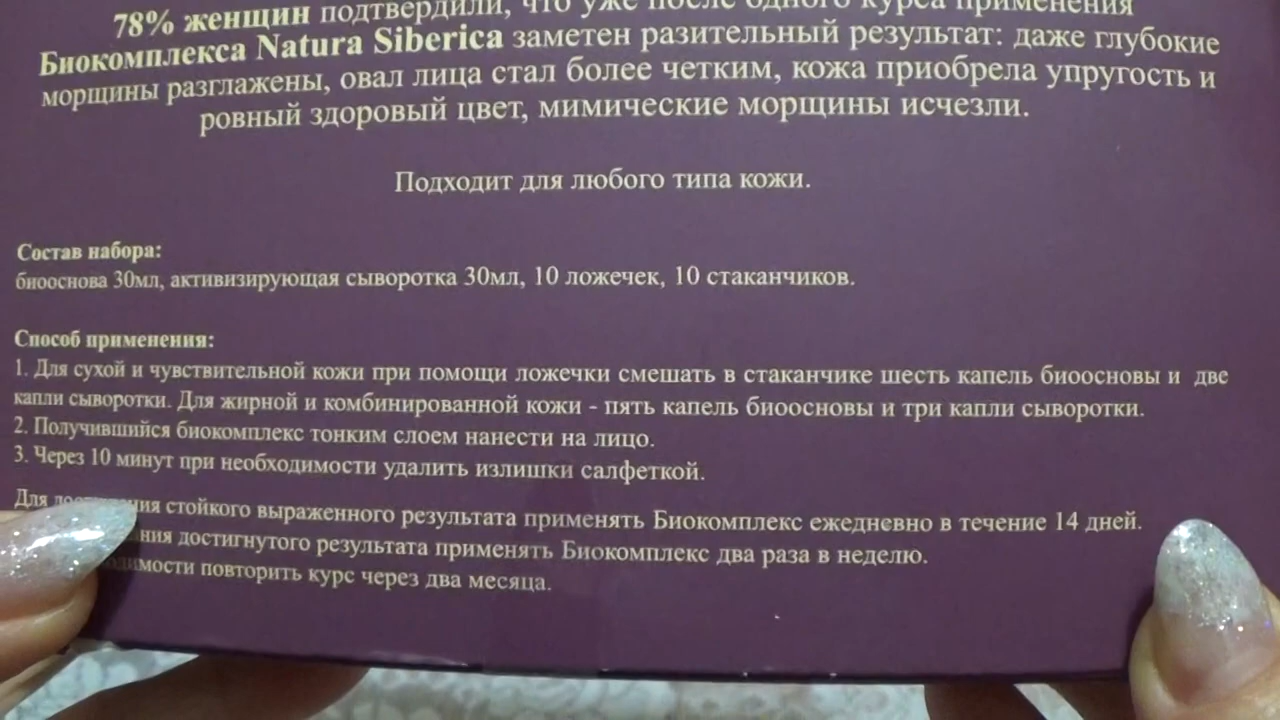 78% женщин подтвердили, что уже после одного курса применения
Биокомплекса Natura Siberica заметен разительный результат: даже глубокие
морщины разглажены, овал лица стал более четким, кожа приобрела упругость и
ровный здоровый цвет, мимические морщины исчезли.
Подходит для любого типа кожи.
Состав набора:
биооснова 30мл, активизирующая сыворотка 30мл, 10 ложечек, 10 стаканчиков.
Способ применения:
1. Для сухой и чувствительной кожи при помощи ложечки смешать в стаканчике шесть капель биоосновы и две
капли сыворотки. Для жирной и комбинированной кожи - пять капель биоосновы и три капли сыворотки.
2. Получившийся биокомплекс тонким слоем нанести на лицо.
3. Через 10 минут при необходимости удалить излишки салфеткой.
Для стойкого выраженного результата применять Биокомплекс ежедневно в течение 14 дней.
достигнутого результата применять Биокомплекс два раза в неделю.
повторить курс через два месяца.